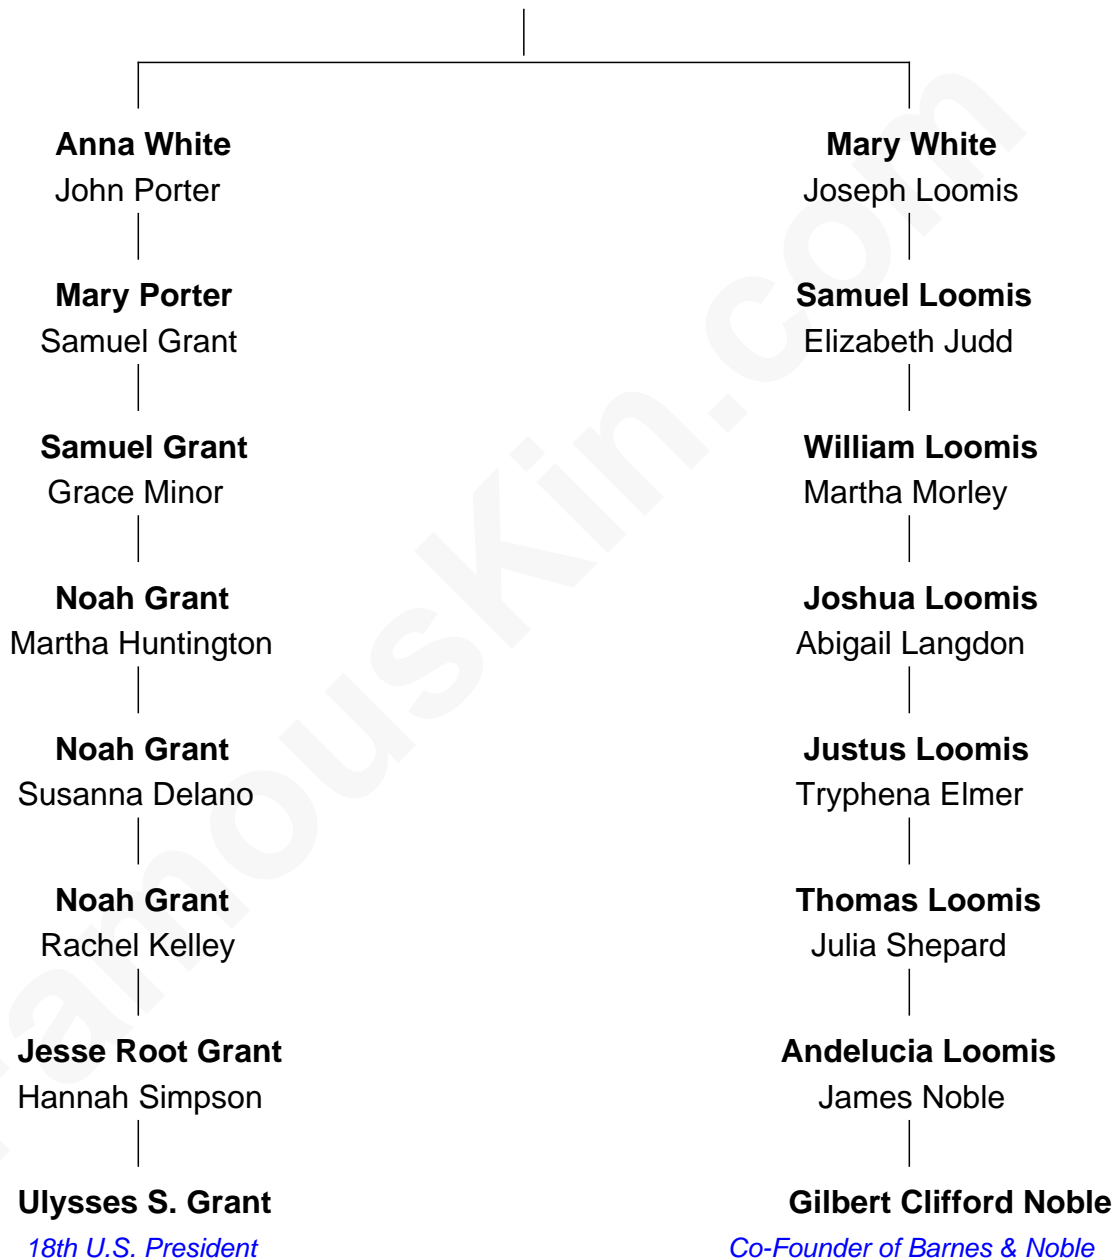 Anna White
John Porter
Mary White
Joseph Loomis
Mary Porter
Samuel Grant
Samuel Loomis
Elizabeth Judd
Samuel Grant
Grace Minor
William Loomis
Martha Morley
Noah Grant
Martha Huntington
Joshua Loomis
Abigail Langdon
Noah Grant
Susanna Delano
Justus Loomis
Tryphena Elmer
Noah Grant
Rachel Kelley
Thomas Loomis
Julia Shepard
Jesse Root Grant
Hannah Simpson
Andelucia Loomis
James Noble
Ulysses S. Grant
18th U.S. President
Gilbert Clifford Noble
Co-Founder of Barnes & Noble
FamousKin.com